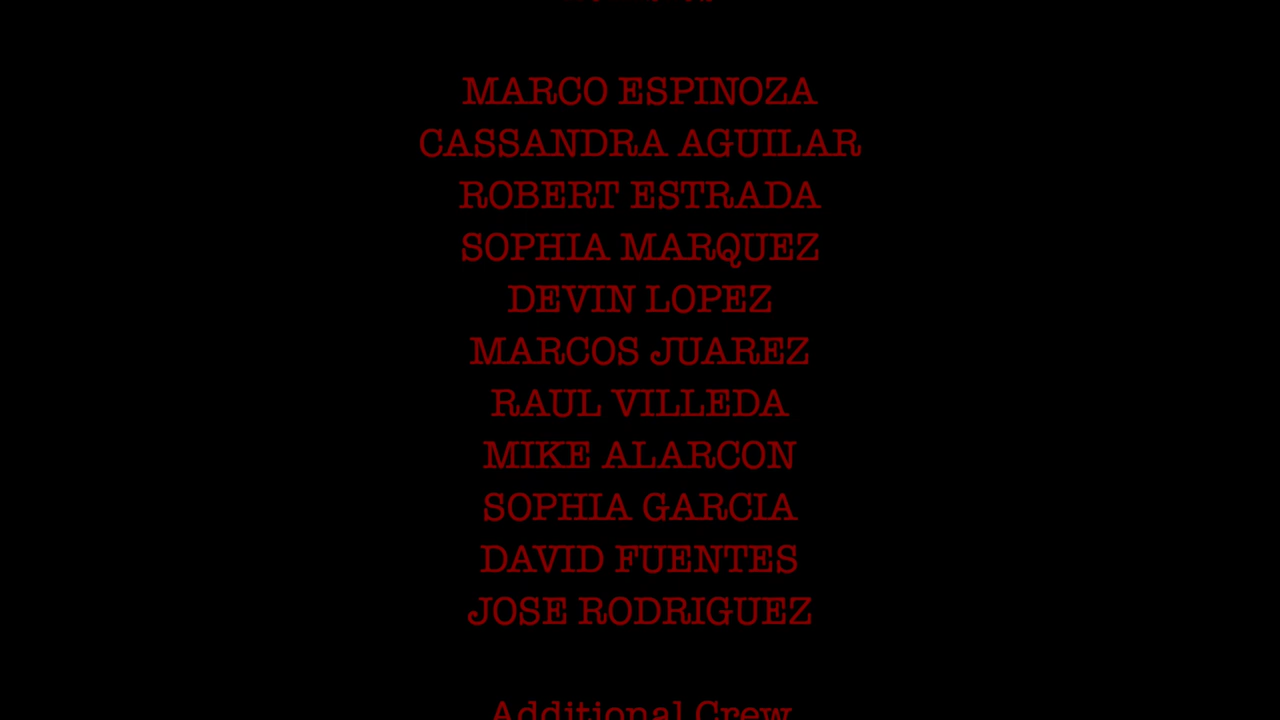 MARCO ESPINOZA
CASSANDRA AGUILAR
ROBERT ESTRADA
SOPHIA MARQUEZ
DEVIN LOPEZ
MARCOS JUAREZ
RAUL VILLEDA
MIKE ALARCON
SOPHIA GARCIA
DAVID FUENTES
JOSE RODRIGUEZ
Additional Crew